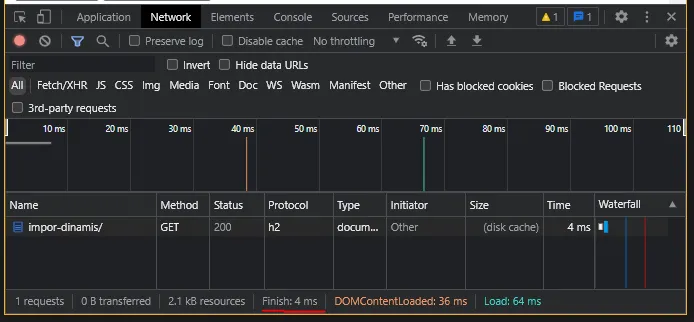 Application Network Elements Console Sources Performance Memory 1 1
Preserve log Disable cache No throttling
Filter Invert Hide data URLs
All Fetch/XHR JS CSS Img Media Font Doc WS Wasm Manifest Other Has blocked cookies Blocked Requests
3rd-party requests
10 ms 20 ms 30 ms 40 ms 50 ms 60 ms 70 ms 80 ms 90 ms 100 ms 110
Name Method Status Protocol Type Initiator Size Time Waterfall
impor-dinamis/ GET 200 h2 docum... Other (disk cache) 4 ms
1 requests 0 B transferred 2.1 kB resources Finish: 4 ms DOMContentLoaded: 36 ms Load: 64 ms